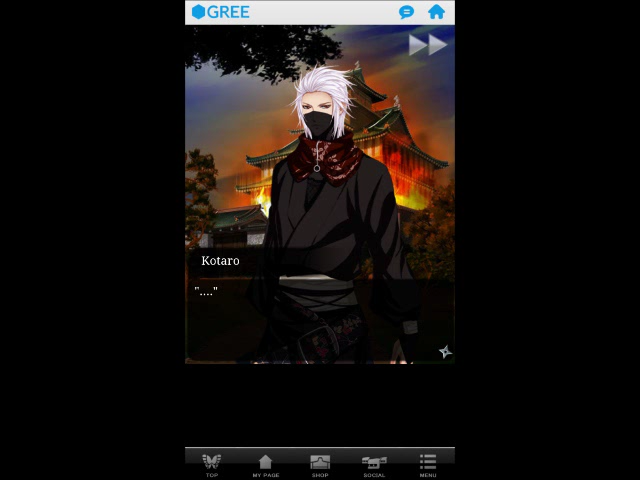 GREE
Kotaro
"...."
TOP
MY PAGE
SHOP
SOCIAL
MENU